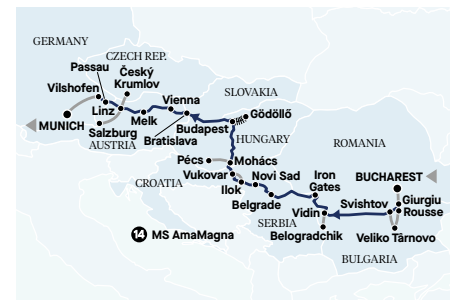 GERMANY
CZECH REP.
Passau
Český
Krumlov
Vilshofen
Linz
Vienna
SLOVAKIA
MUNICH
Melk
Gödöllő
Salzburg
Budapest
AUSTRIA
Bratislava
HUNGARY
ROMANIA
Pécs
Mohács
Vukovar
Novi Sad
Iron
Gates
BUCHAREST
CROATIA
Ilok
Giurgiu
Belgrade
Svishtov
Rousse
Vidin
SERBIA
14 MS AmaMagna
Belogradchik
Veliko Tărnovo
BULGARIA